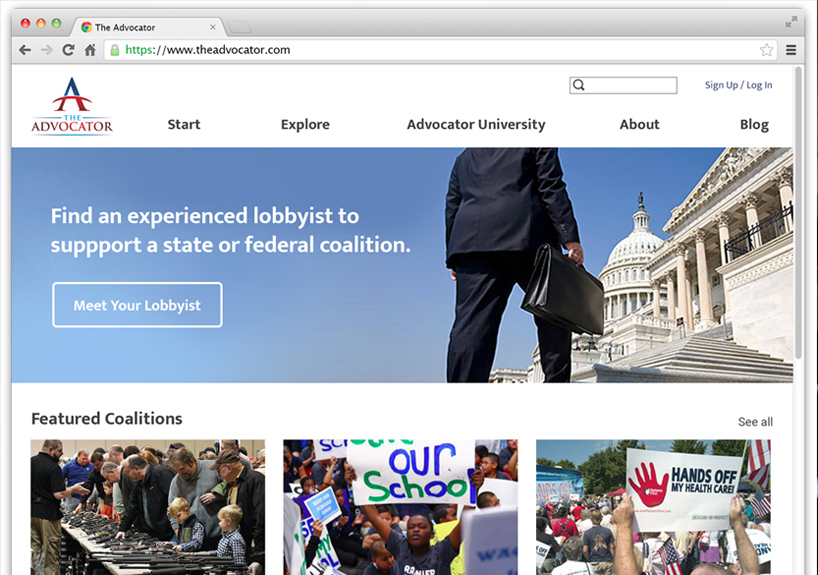 The Advocator
https://www.theadvocator.com
Sign Up / Log In
THE
ADVOCATOR
Start
Explore
Advocator University
About
Blog
Find an experienced lobbyist to
suppport a state or federal coalition.
Meet Your Lobbyist
Featured Coalitions
See all
Save
our
School
HANDS OFF
MY HEALTH CARE!
HANDS